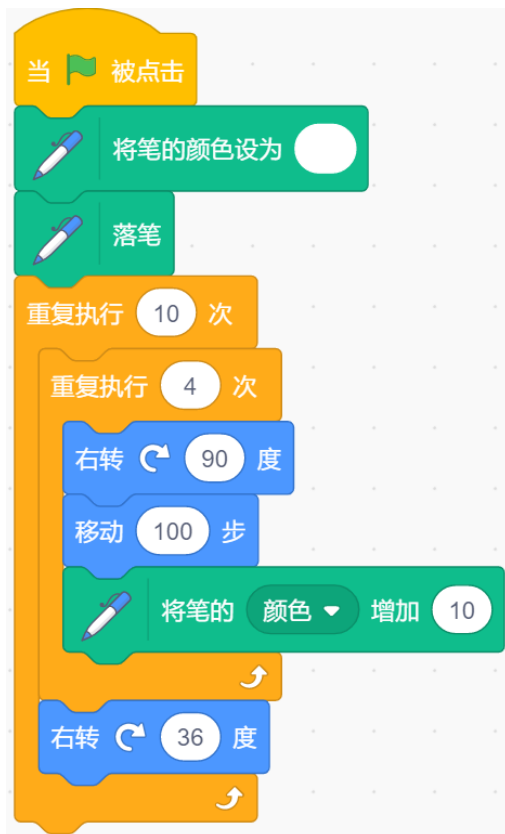 当 被点击
将笔的颜色设为
落笔
重复执行 10 次
重复执行 4 次
右转 90 度
移动 100 步
将笔的 颜色 增加 10
右转 36 度